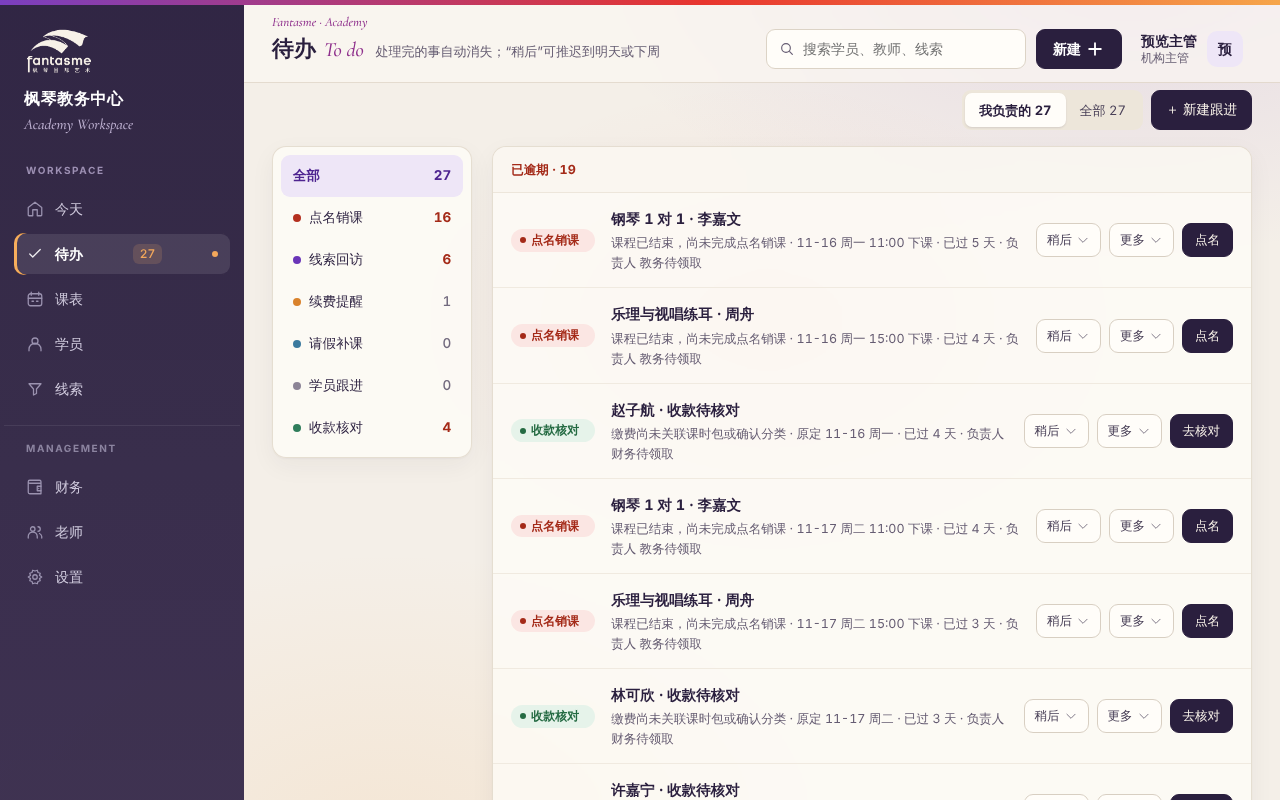 fantasme
枫琴国际艺术
枫琴教务中心
Academy Workspace
WORKSPACE
今天
待办 27
课表
学员
线索
MANAGEMENT
财务
老师
设置
Fantasme · Academy
待办 To do 处理完的事自动消失；“稍后”可推迟到明天或下周
搜索学员、教师、线索
新建 +
预览主管
机构主管
预
我负责的 27 全部 27 + 新建跟进
全部 27
点名销课 16
线索回访 6
续费提醒 1
请假补课 0
学员跟进 0
收款核对 4
已逾期 · 19
点名销课
钢琴 1 对 1 · 李嘉文
课程已结束，尚未完成点名销课 · 11-16 周一 11:00 下课 · 已过 5 天 · 负
责人 教务待领取
稍后 更多 点名
点名销课
乐理与视唱练耳 · 周舟
课程已结束，尚未完成点名销课 · 11-16 周一 15:00 下课 · 已过 4 天 · 负
责人 教务待领取
稍后 更多 点名
收款核对
赵子航 · 收款待核对
缴费尚未关联课时包或确认分类 · 原定 11-16 周一 · 已过 4 天 · 负责人
财务待领取
稍后 更多 去核对
点名销课
钢琴 1 对 1 · 李嘉文
课程已结束，尚未完成点名销课 · 11-17 周二 11:00 下课 · 已过 4 天 · 负
责人 教务待领取
稍后 更多 点名
点名销课
乐理与视唱练耳 · 周舟
课程已结束，尚未完成点名销课 · 11-17 周二 15:00 下课 · 已过 3 天 · 负
责人 教务待领取
稍后 更多 点名
收款核对
林可欣 · 收款待核对
缴费尚未关联课时包或确认分类 · 原定 11-17 周二 · 已过 3 天 · 负责人
财务待领取
稍后 更多 去核对
许嘉宁 · 收款待核对